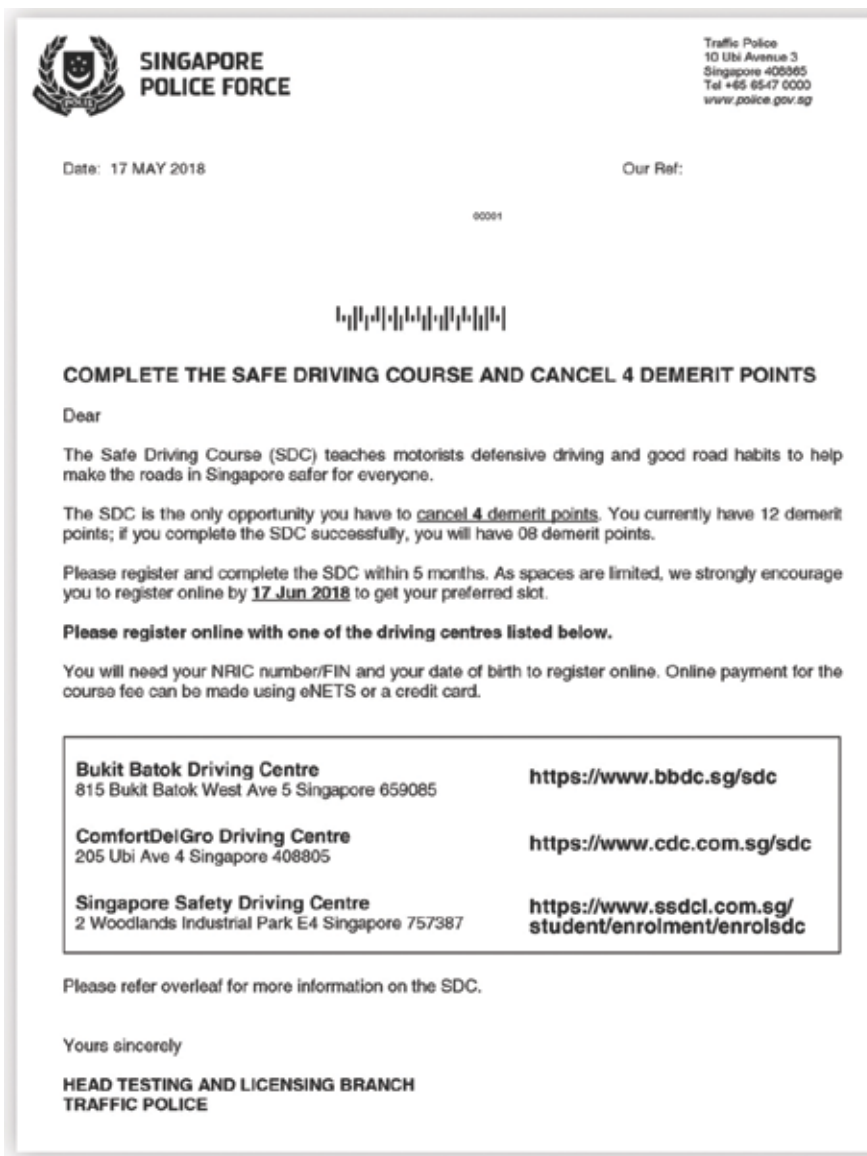 SINGAPORE
POLICE FORCE
Traffic Police
10 Ubi Avenue 3
Singapore 408865
Tel +65 6547 0000
www.police.gov.sg
Date: 17 MAY 2018
Our Ref:
00001
COMPLETE THE SAFE DRIVING COURSE AND CANCEL 4 DEMERIT POINTS
Dear
The Safe Driving Course (SDC) teaches motorists defensive driving and good road habits to help
make the roads in Singapore safer for everyone.
The SDC is the only opportunity you have to cancel 4 demerit points. You currently have 12 demerit
points; if you complete the SDC successfully, you will have 08 demerit points.
Please register and complete the SDC within 5 months. As spaces are limited, we strongly encourage
you to register online by 17 Jun 2018 to get your preferred slot.
Please register online with one of the driving centres listed below.
You will need your NRIC number/FIN and your date of birth to register online. Online payment for the
course fee can be made using eNETS or a credit card.
Bukit Batok Driving Centre
815 Bukit Batok West Ave 5 Singapore 659085
https://www.bbdc.sg/sdc
ComfortDelGro Driving Centre
205 Ubi Ave 4 Singapore 408805
https://www.cdc.com.sg/sdc
Singapore Safety Driving Centre
2 Woodlands Industrial Park E4 Singapore 757387
https://www.ssdcl.com.sg/
student/enrolment/enrolsdc
Please refer overleaf for more information on the SDC.
Yours sincerely
HEAD TESTING AND LICENSING BRANCH
TRAFFIC POLICE